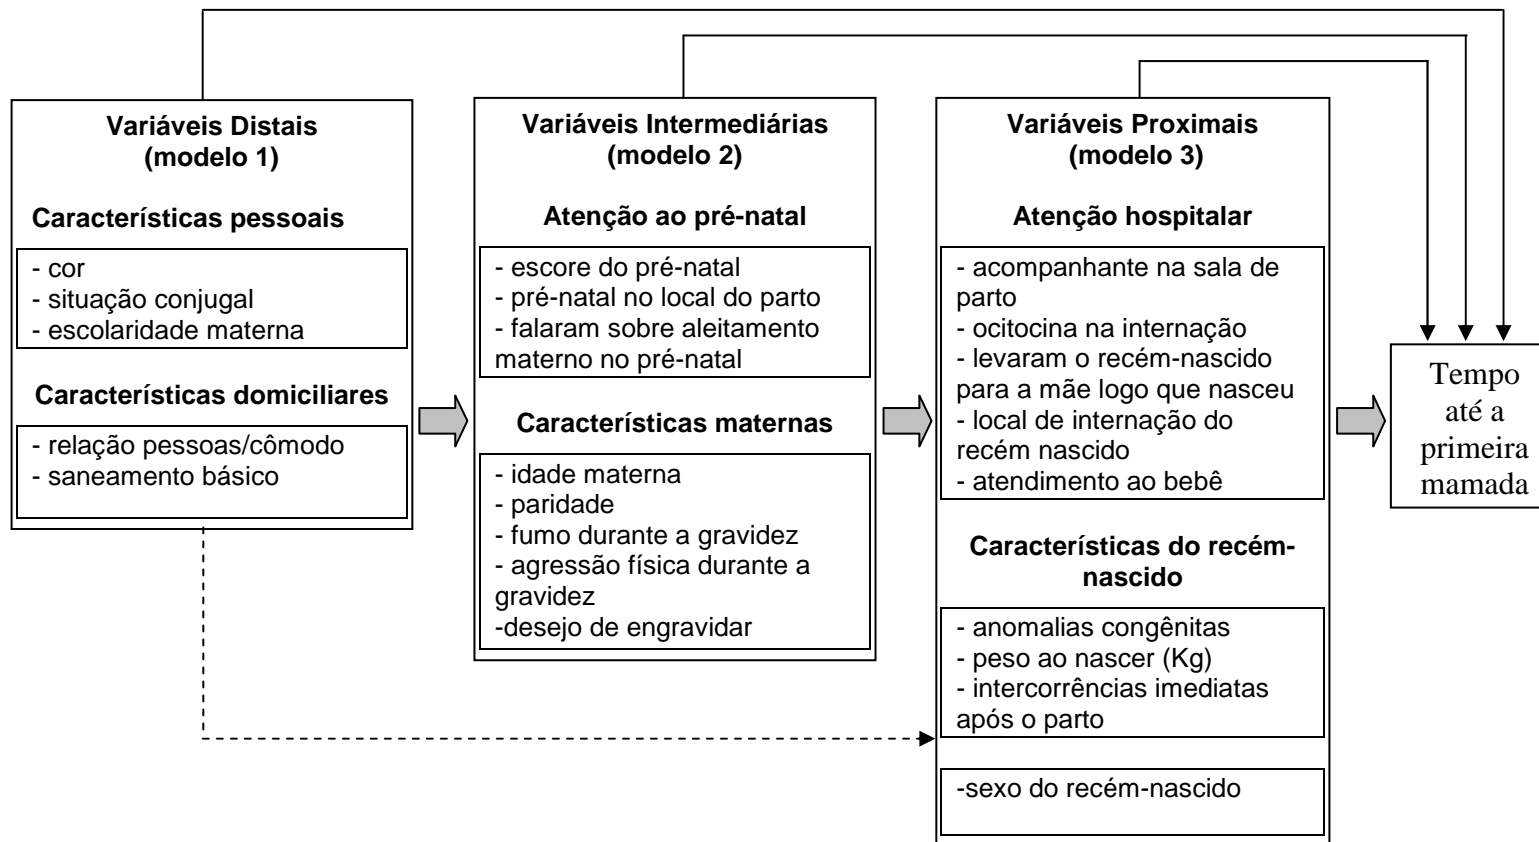 Variáveis Distais
(modelo 1)
Características pessoais
- cor
- situação conjugal
- escolaridade materna
Características domiciliares
- relação pessoas/cômodo
- saneamento básico
Variáveis Intermediárias
(modelo 2)
Atenção ao pré-natal
- escore do pré-natal
- pré-natal no local do parto
- falaram sobre aleitamento
materno no pré-natal
Características maternas
- idade materna
- paridade
- fumo durante a gravidez
- agressão física durante a
gravidez
-desejo de engravidar
Variáveis Proximais
(modelo 3)
Atenção hospitalar
- acompanhante na sala de
parto
- ocitocina na internação
- levaram o recém-nascido
para a mãe logo que nasceu
- local de internação do
recém nascido
- atendimento ao bebê
Características do recém-
nascido
- anomalias congênitas
- peso ao nascer (Kg)
- intercorrências imediatas
após o parto
-sexo do recém-nascido
Tempo
até a
primeira
mamada